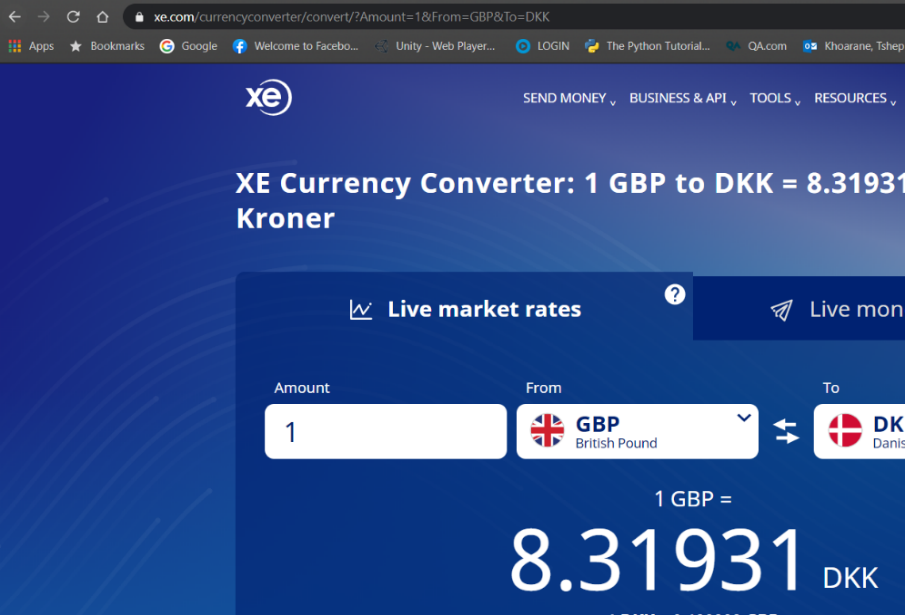 xe.com/currencyconverter/convert/?Amount=1&From=GBP&To=DKK
Apps Bookmarks Google Welcome to Facebo... Unity - Web Player... LOGIN The Python Tutorial... QA.com Khoarane, Tshep
xe SEND MONEY BUSINESS & API TOOLS RESOURCES
XE Currency Converter: 1 GBP to DKK = 8.31931
Kroner
Live market rates ? Live mon
Amount From To
1 GBP DK
British Pound Danis
1 GBP =
8.31931 DKK